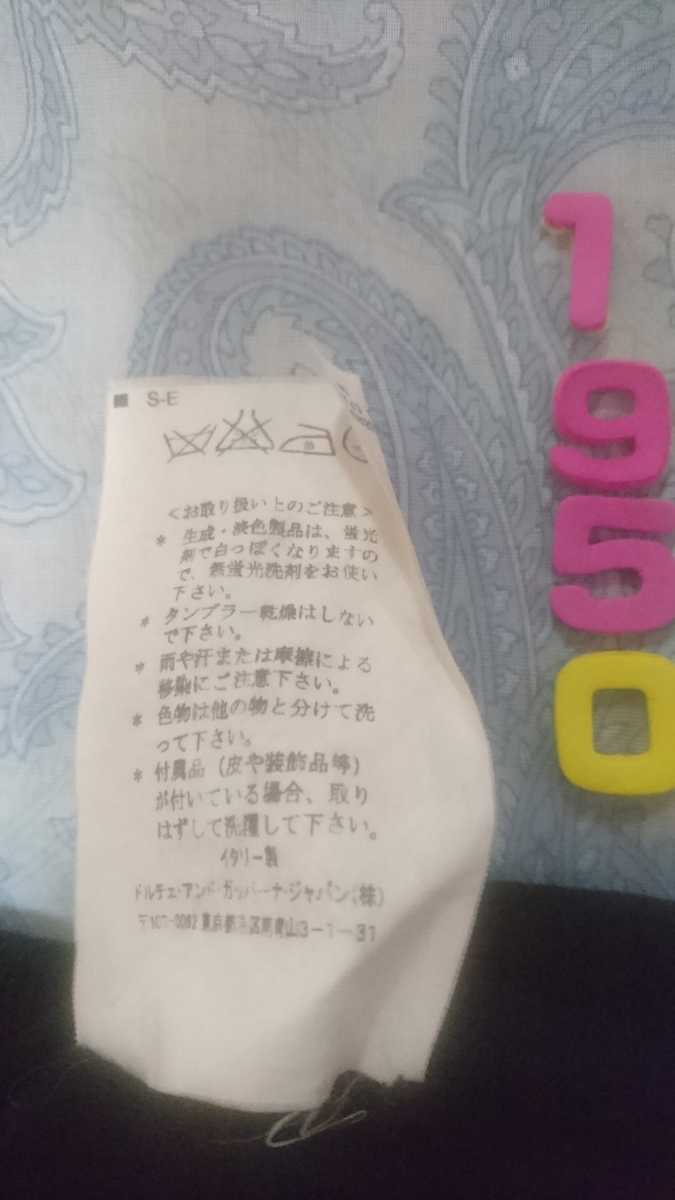 S-E
<お取り扱い上のご注意>
* 生成・淡色製品は、蛍光
剤で白っぽくなりますの
で、無蛍光洗剤をお使い
下さい。
* タンブラー乾燥はしない
で下さい。
* 雨や汗または摩擦による
移染にご注意下さい。
* 色物は他の物と分けて洗
って下さい。
* 付属品（皮や装飾品等）
が付いている場合、取り
はずして洗濯して下さい。
イタリー製
ドルチェ・アンド・ガッバーナ・ジャパン(株)
〒107-0062 東京都港区南青山3-1-31
1
9
5
0